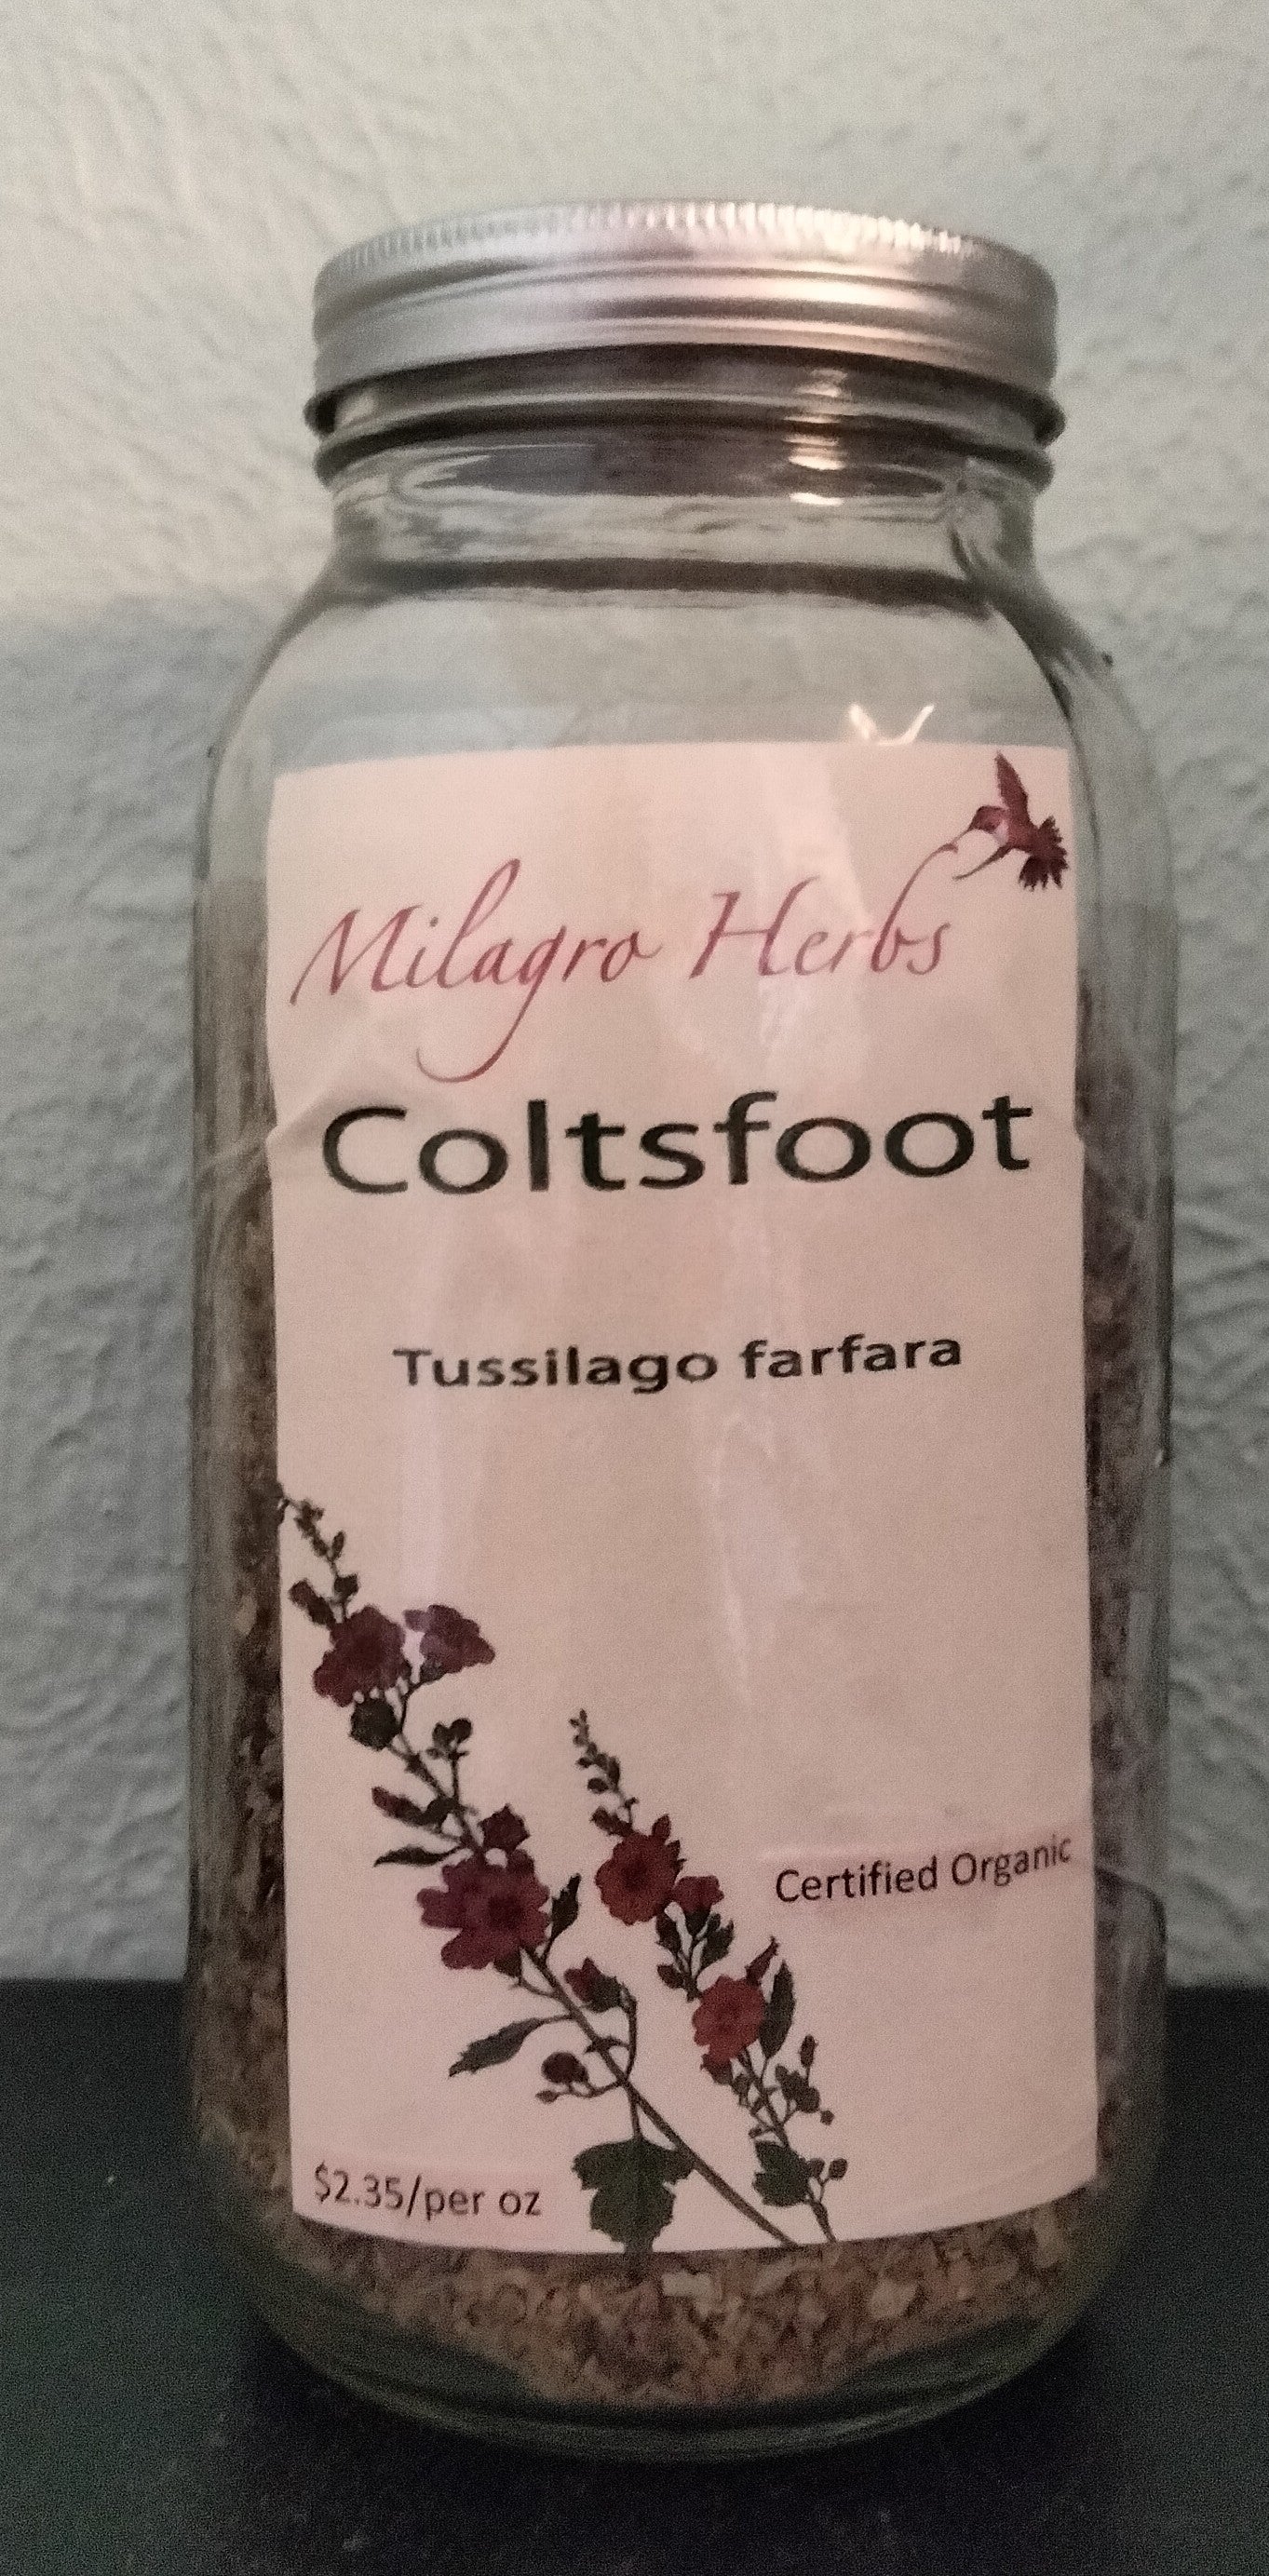 Milagro Herbs
Coltsfoot
Tussilago farfara
Certified Organic
$2.35/per oz